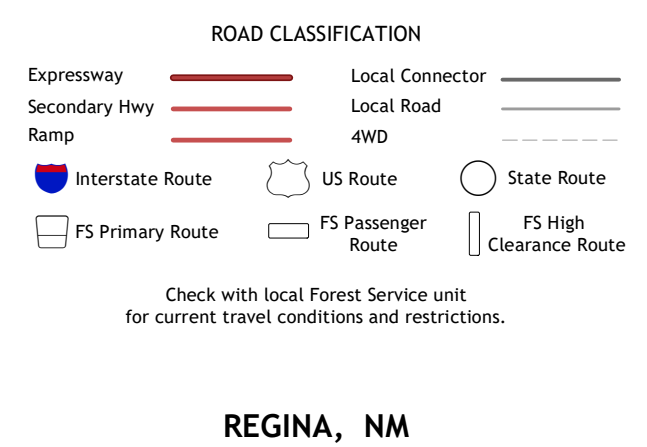 ROAD CLASSIFICATION
Expressway
Local Connector
Secondary Hwy
Local Road
Ramp
4WD
Interstate Route
US Route
State Route
FS Primary Route
FS Passenger
Route
FS High
Clearance Route
Check with local Forest Service unit
for current travel conditions and restrictions.
REGINA, NM